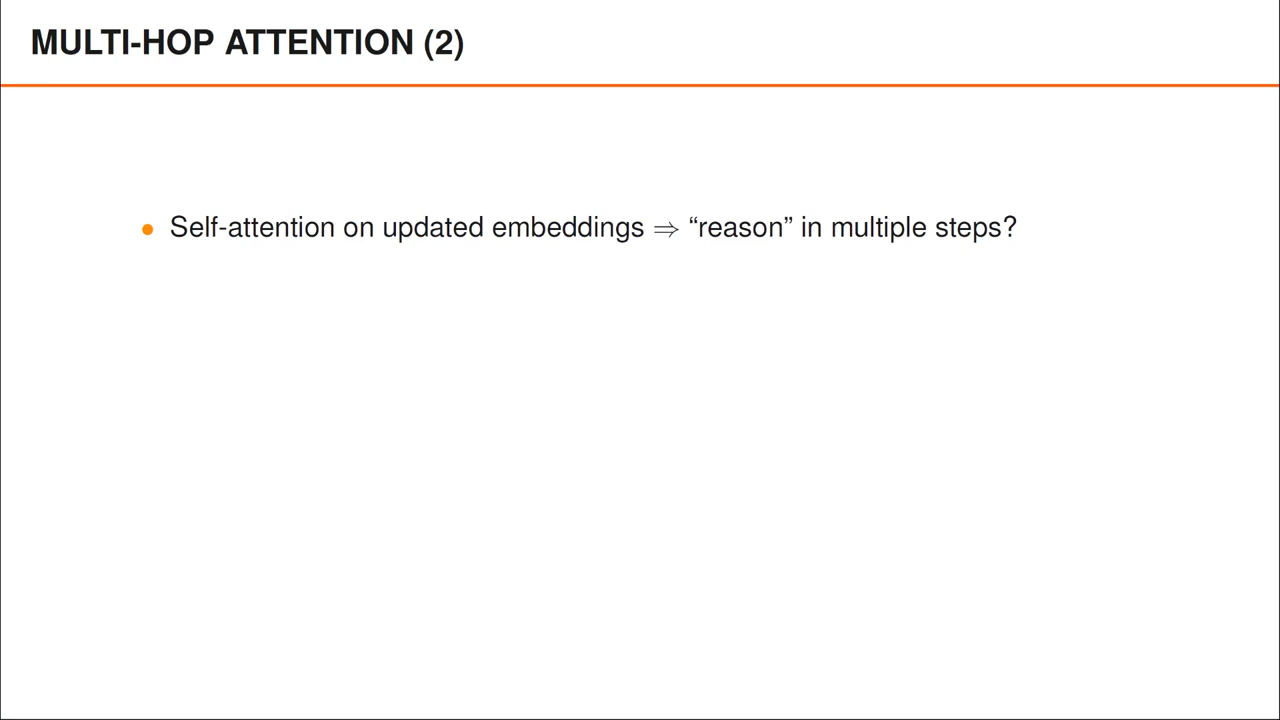 MULTI-HOP ATTENTION (2)
• Self-attention on updated embeddings ⇒ “reason” in multiple steps?